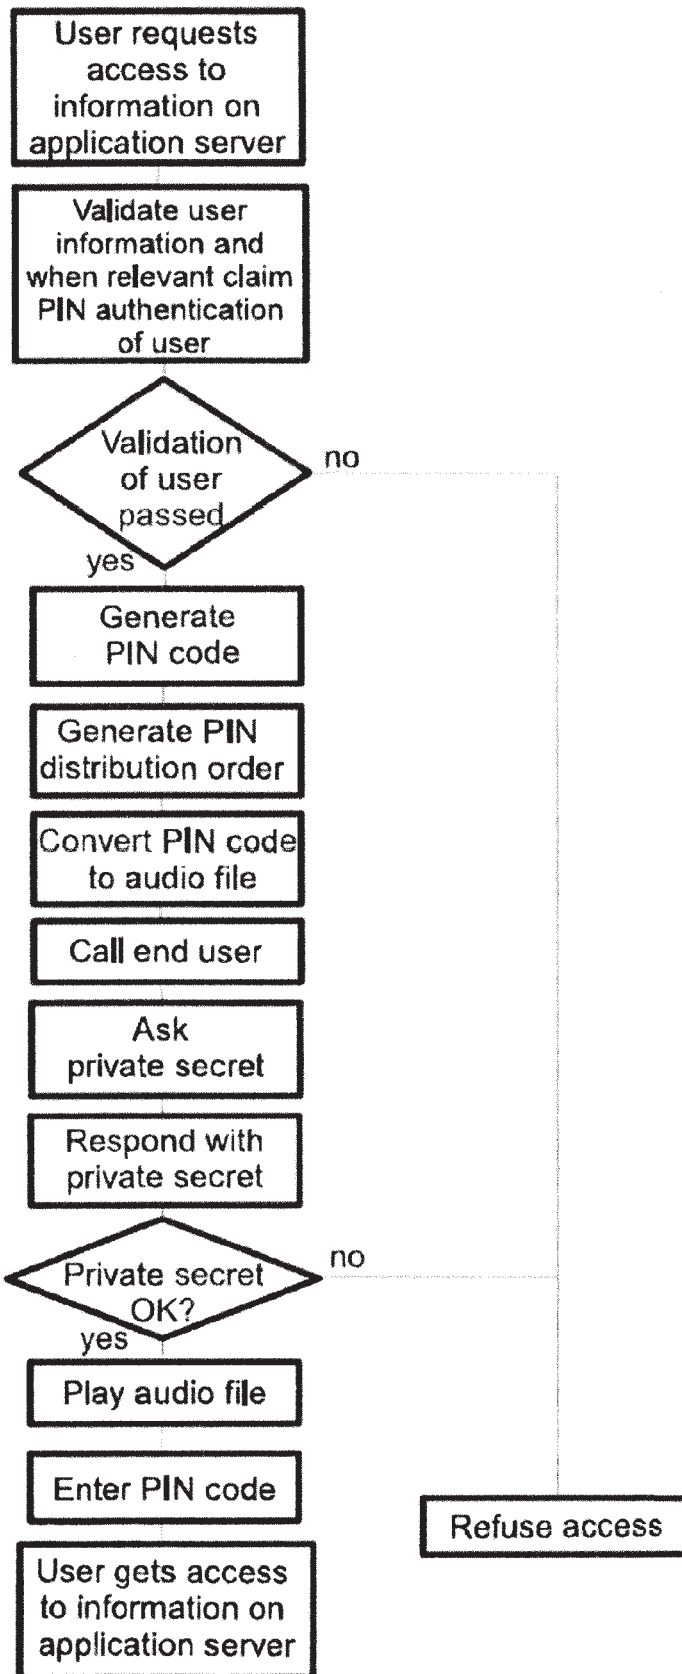 User requests
access to
information on
application server
Validate user
information and
when relevant claim
PIN authentication
of user
Validation
of user
passed
no
yes
Generate
PIN code
Generate PIN
distribution order
Convert PIN code
to audio file
Call end user
Ask
private secret
Respond with
private secret
Private secret
OK?
no
yes
Play audio file
Enter PIN code
Refuse access
User gets access
to information on
application server